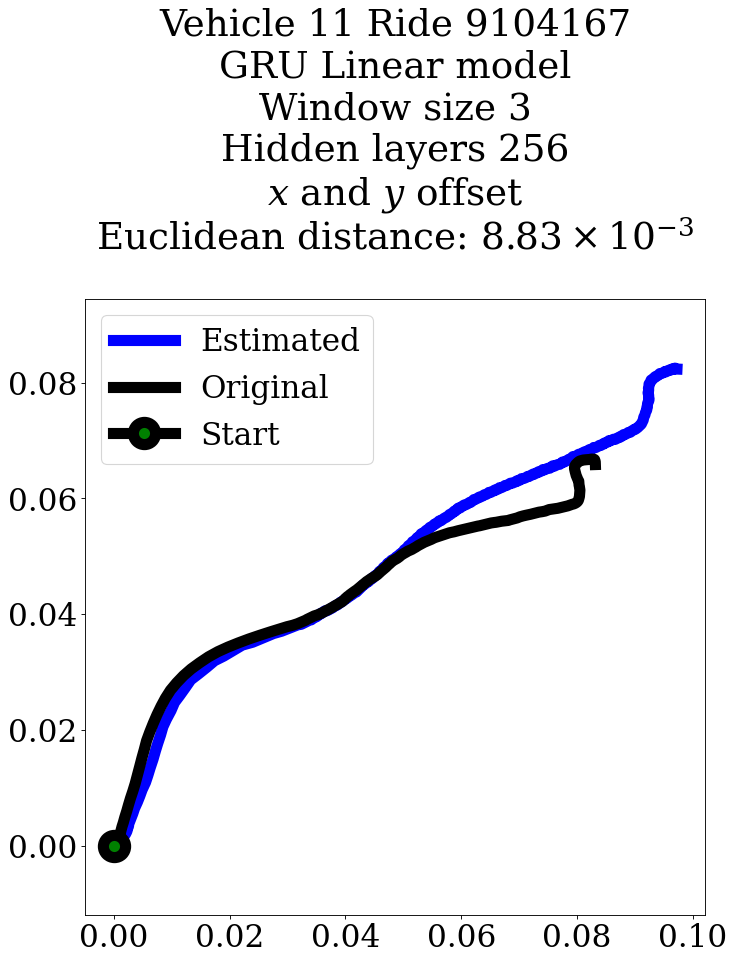 Vehicle 11 Ride 9104167
GRU Linear model
Window size 3
Hidden layers 256
x and y offset
Euclidean distance: 8.83 × 10⁻³
Estimated
Original
Start
0.08
0.06
0.04
0.02
0.00
0.00 0.02 0.04 0.06 0.08 0.10